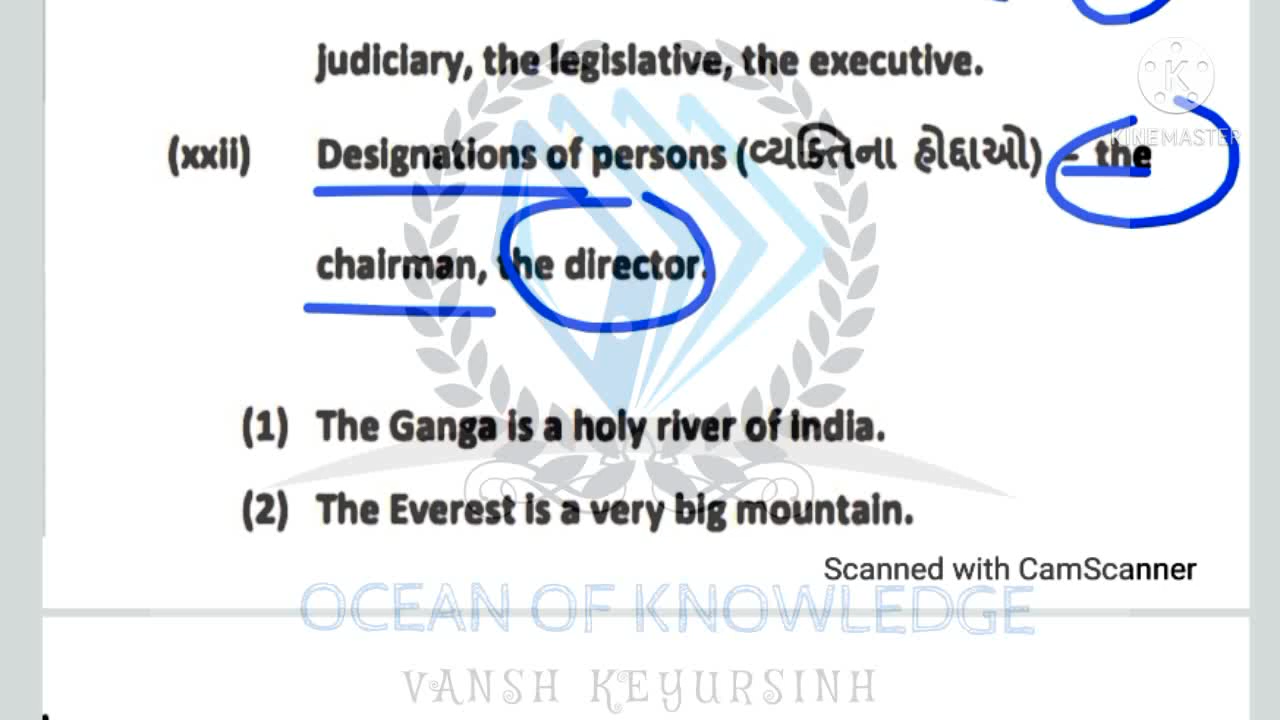 judiciary, the legislative, the executive.
KINEMASTER
(xxii) Designations of persons (વ્યક્તિના હોદ્દાઓ) – the
chairman, the director.
(1) The Ganga is a holy river of India.
(2) The Everest is a very big mountain.
Scanned with CamScanner
OCEAN OF KNOWLEDGE
VANSH KEYURSINH